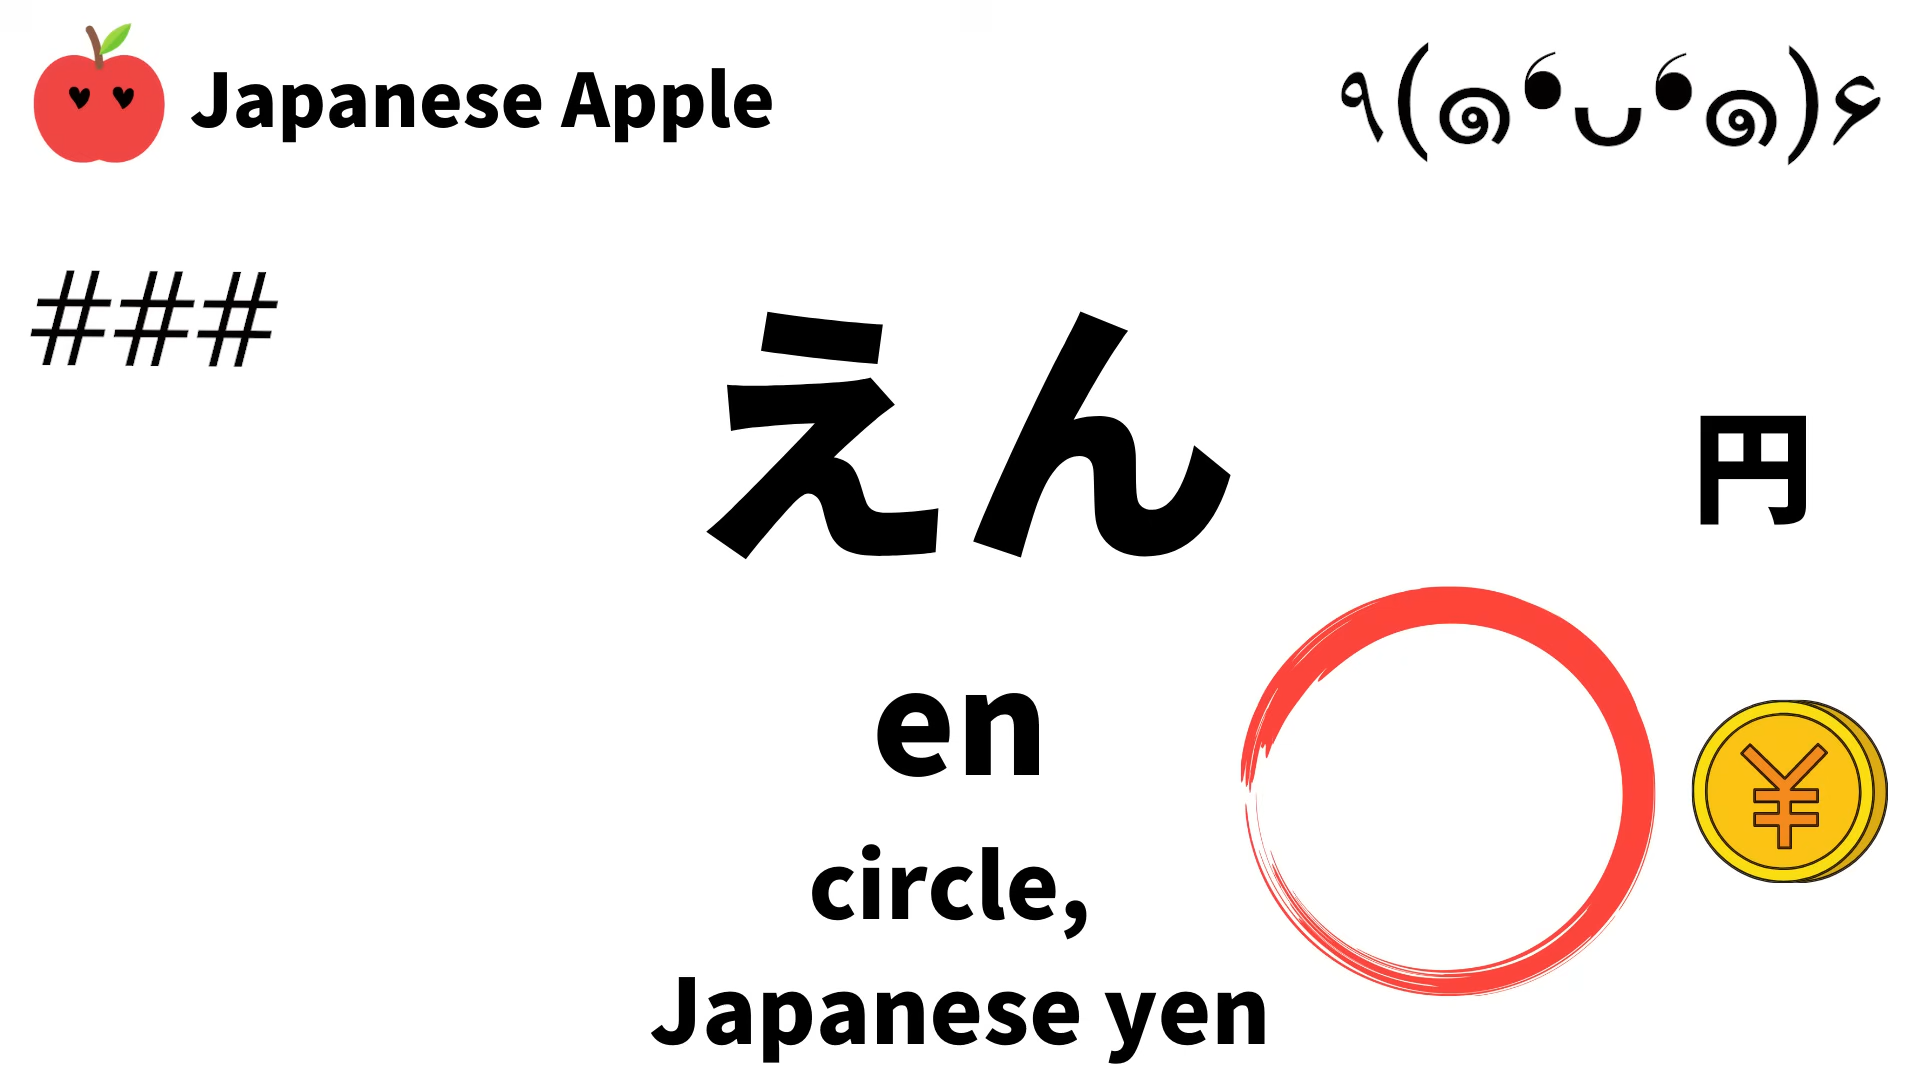 Japanese Apple
٩(๑❛ᴗ❛๑)۶
###
えん
円
en
circle,
¥
Japanese yen